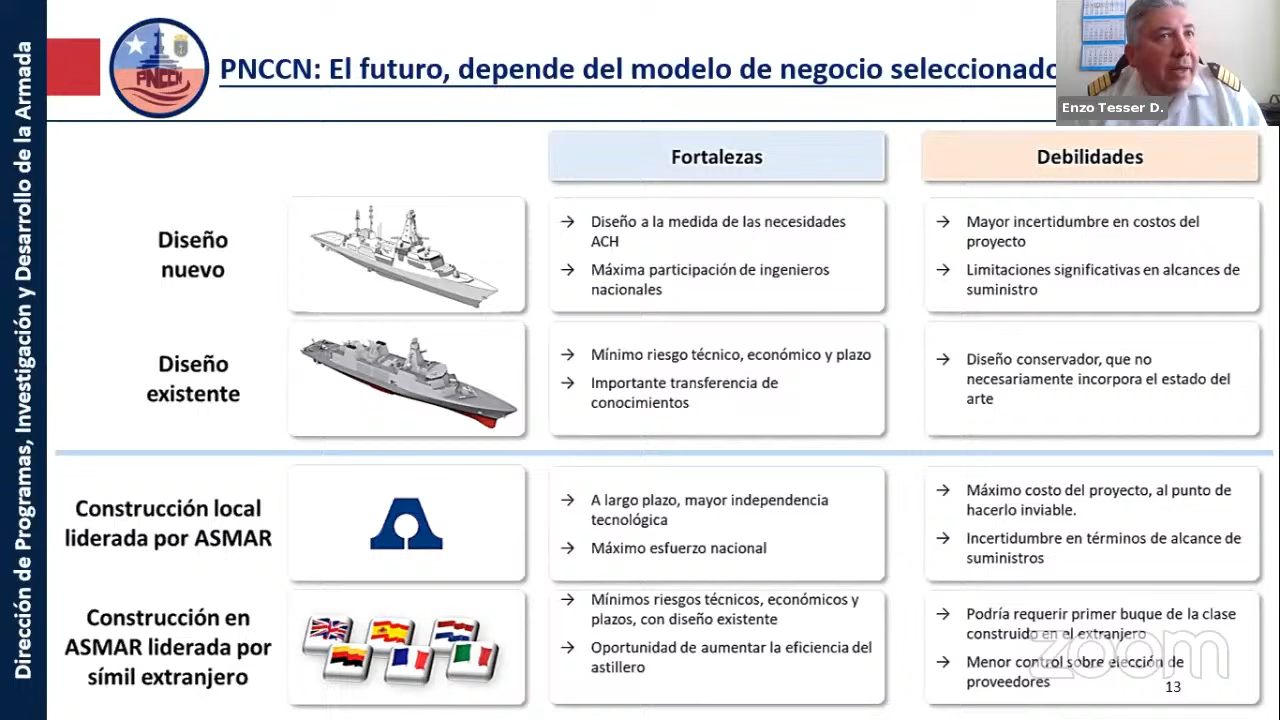 Dirección de Programas, Investigación y Desarrollo de la Armada
PNCCN
PNCCN: El futuro, depende del modelo de negocio seleccionado
Enzo Tesser D.
Fortalezas
Debilidades
Diseño
nuevo
→ Diseño a la medida de las necesidades
ACH
→ Máxima participación de ingenieros
nacionales
→ Mayor incertidumbre en costos del
proyecto
→ Limitaciones significativas en alcances de
suministro
Diseño
existente
→ Mínimo riesgo técnico, económico y plazo
→ Importante transferencia de
conocimientos
→ Diseño conservador, que no
necesariamente incorpora el estado del
arte
Construcción local
liderada por ASMAR
→ A largo plazo, mayor independencia
tecnológica
→ Máximo esfuerzo nacional
→ Máximo costo del proyecto, al punto de
hacerlo inviable.
→ Incertidumbre en términos de alcance de
suministros
Construcción en
ASMAR liderada por
símil extranjero
→ Mínimos riesgos técnicos, económicos y
plazos, con diseño existente
→ Oportunidad de aumentar la eficiencia del
astillero
→ Podría requerir primer buque de la clase
construido en el extranjero
→ Menor control sobre elección de
proveedores
zoom
13